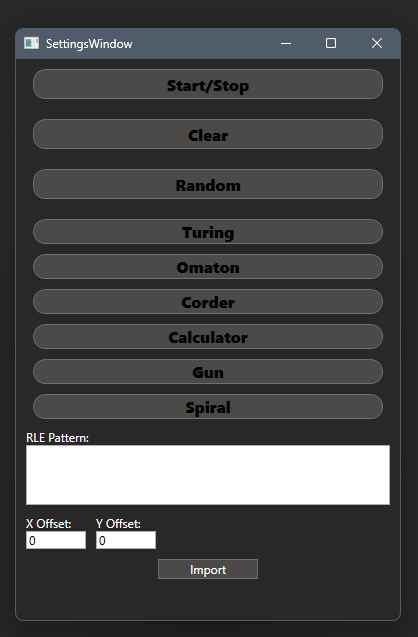 SettingsWindow
Start/Stop
Clear
Random
Turing
Omaton
Corder
Calculator
Gun
Spiral
RLE Pattern:
X Offset: Y Offset:
0 0
Import